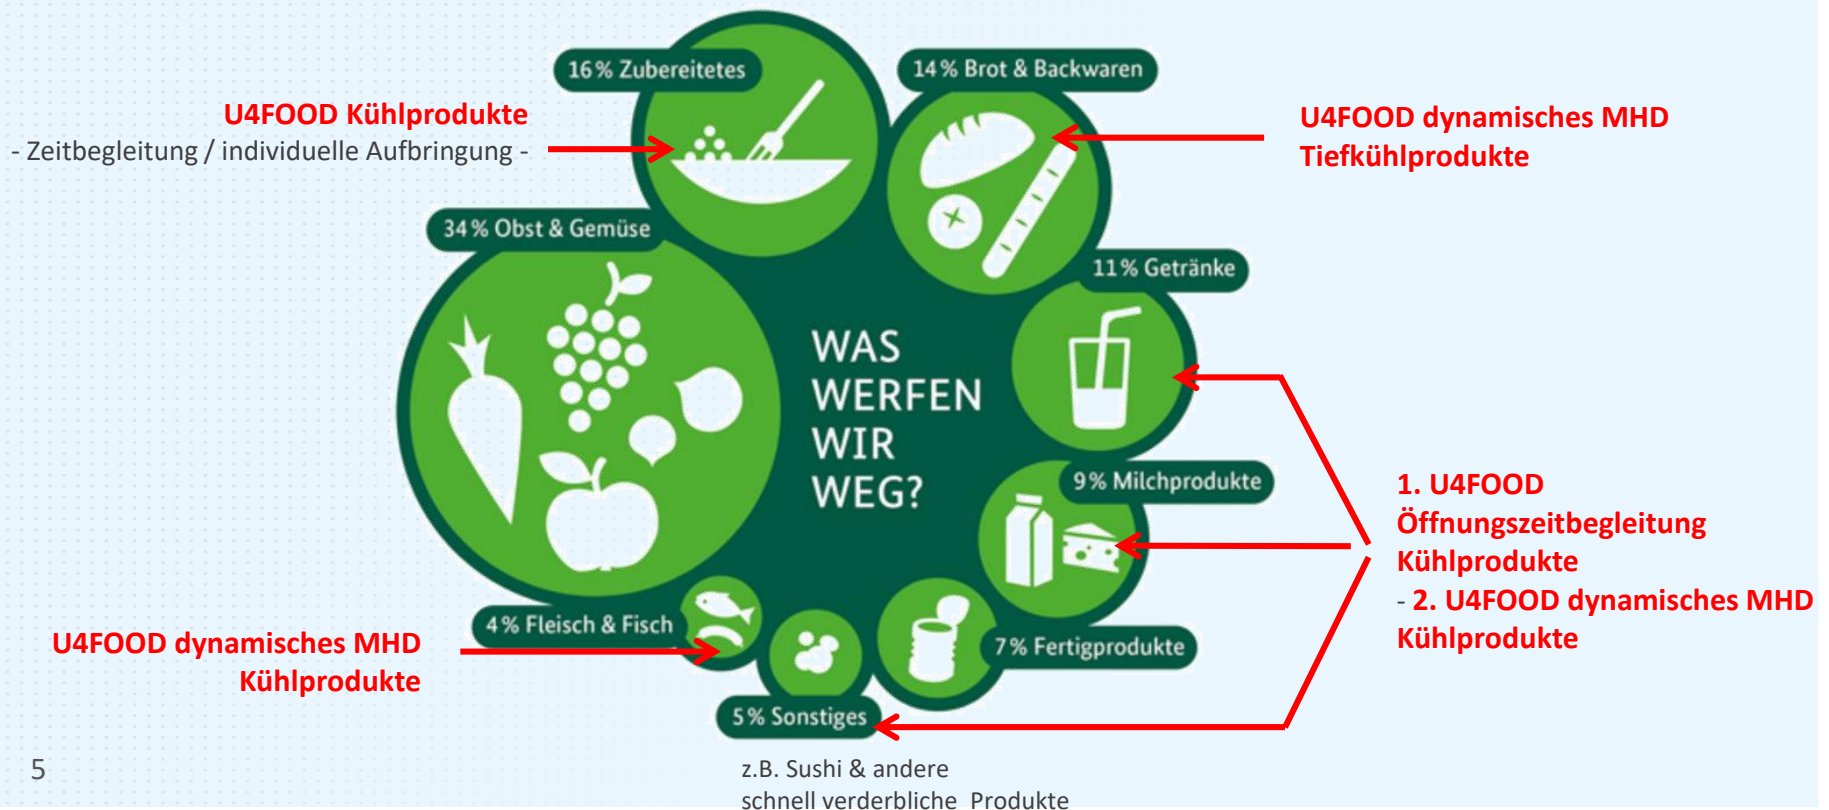 16% Zubereitetes
14% Brot & Backwaren
U4FOOD Kühlprodukte
- Zeitbegleitung / individuelle Aufbringung -
U4FOOD dynamisches MHD
Tiefkühlprodukte
34% Obst & Gemüse
11% Getränke
WAS
WERFEN
WIR
WEG?
9% Milchprodukte
1. U4FOOD
Öffnungszeitbegleitung
Kühlprodukte
- 2. U4FOOD dynamisches MHD
Kühlprodukte
4% Fleisch & Fisch
U4FOOD dynamisches MHD
Kühlprodukte
7% Fertigprodukte
5% Sonstiges
z.B. Sushi & andere
schnell verderbliche Produkte
5